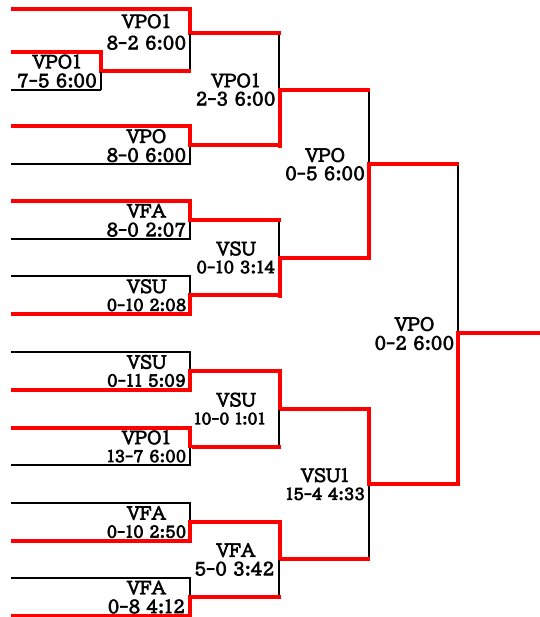 VPO1
8-2 6:00
VPO1
7-5 6:00
VPO1
2-3 6:00
VPO
8-0 6:00
VPO
0-5 6:00
VFA
8-0 2:07
VSU
0-10 3:14
VSU
0-10 2:08
VPO
0-2 6:00
VSU
0-11 5:09
VSU
10-0 1:01
VPO1
13-7 6:00
VSU1
15-4 4:33
VFA
0-10 2:50
VFA
5-0 3:42
VFA
0-8 4:12